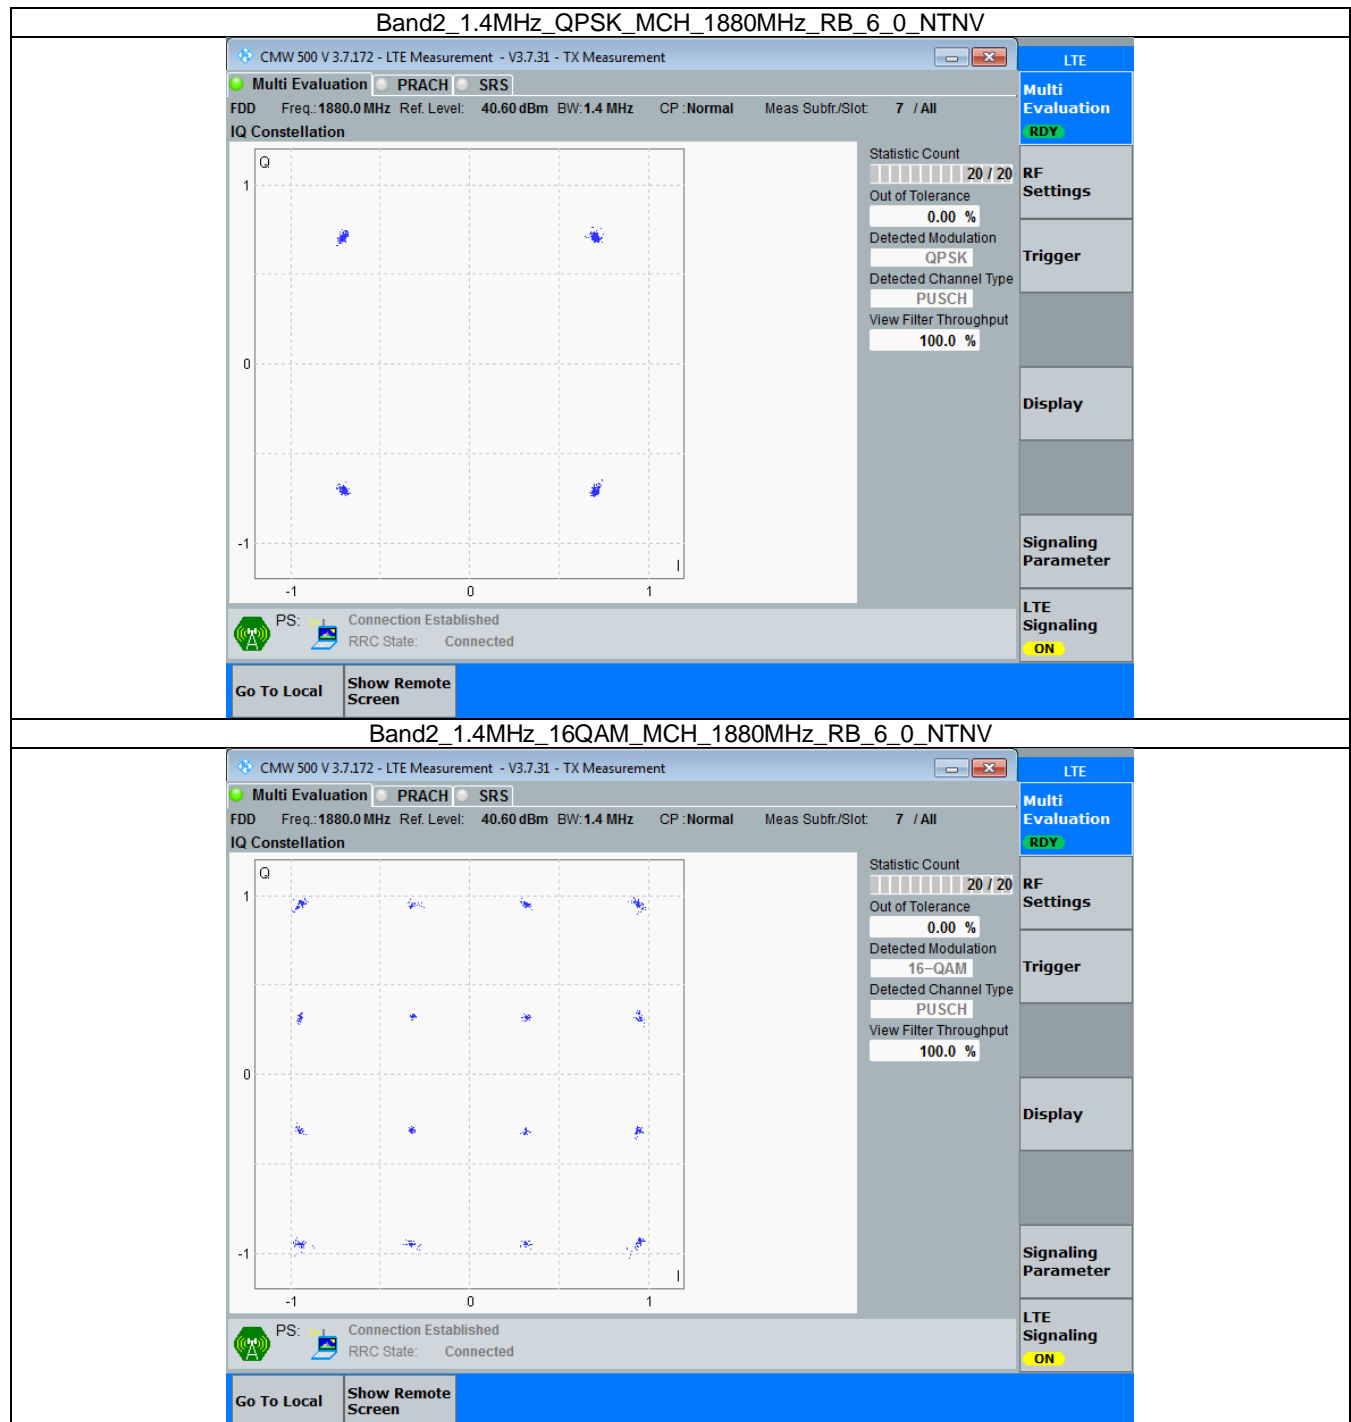 Band2_1.4MHz_QPSK_MCH_1880MHz_RB_6_0_NTNV
CMW 500 V 3.7.172 - LTE Measurement - V3.7.31 - TX Measurement
LTE
Multi Evaluation PRACH SRS
FDD Freq.:1880.0 MHz Ref. Level: 40.60 dBm BW:1.4 MHz CP :Normal Meas Subfr./Slot: 7 / All
IQ Constellation
Q
1
0
-1
I
-1 0 1
Statistic Count
20 / 20
Out of Tolerance
0.00 %
Detected Modulation
QPSK
Detected Channel Type
PUSCH
View Filter Throughput
100.0 %
Multi
Evaluation
RDY
RF
Settings
Trigger
Display
Signaling
Parameter
LTE
Signaling
ON
PS: Connection Established
RRC State: Connected
Go To Local
Show Remote
Screen
Band2_1.4MHz_16QAM_MCH_1880MHz_RB_6_0_NTNV
CMW 500 V 3.7.172 - LTE Measurement - V3.7.31 - TX Measurement
LTE
Multi Evaluation PRACH SRS
FDD Freq.:1880.0 MHz Ref. Level: 40.60 dBm BW:1.4 MHz CP :Normal Meas Subfr./Slot: 7 / All
IQ Constellation
Q
1
0
-1
I
-1 0 1
Statistic Count
20 / 20
Out of Tolerance
0.00 %
Detected Modulation
16-QAM
Detected Channel Type
PUSCH
View Filter Throughput
100.0 %
Multi
Evaluation
RDY
RF
Settings
Trigger
Display
Signaling
Parameter
LTE
Signaling
ON
PS: Connection Established
RRC State: Connected
Go To Local
Show Remote
Screen